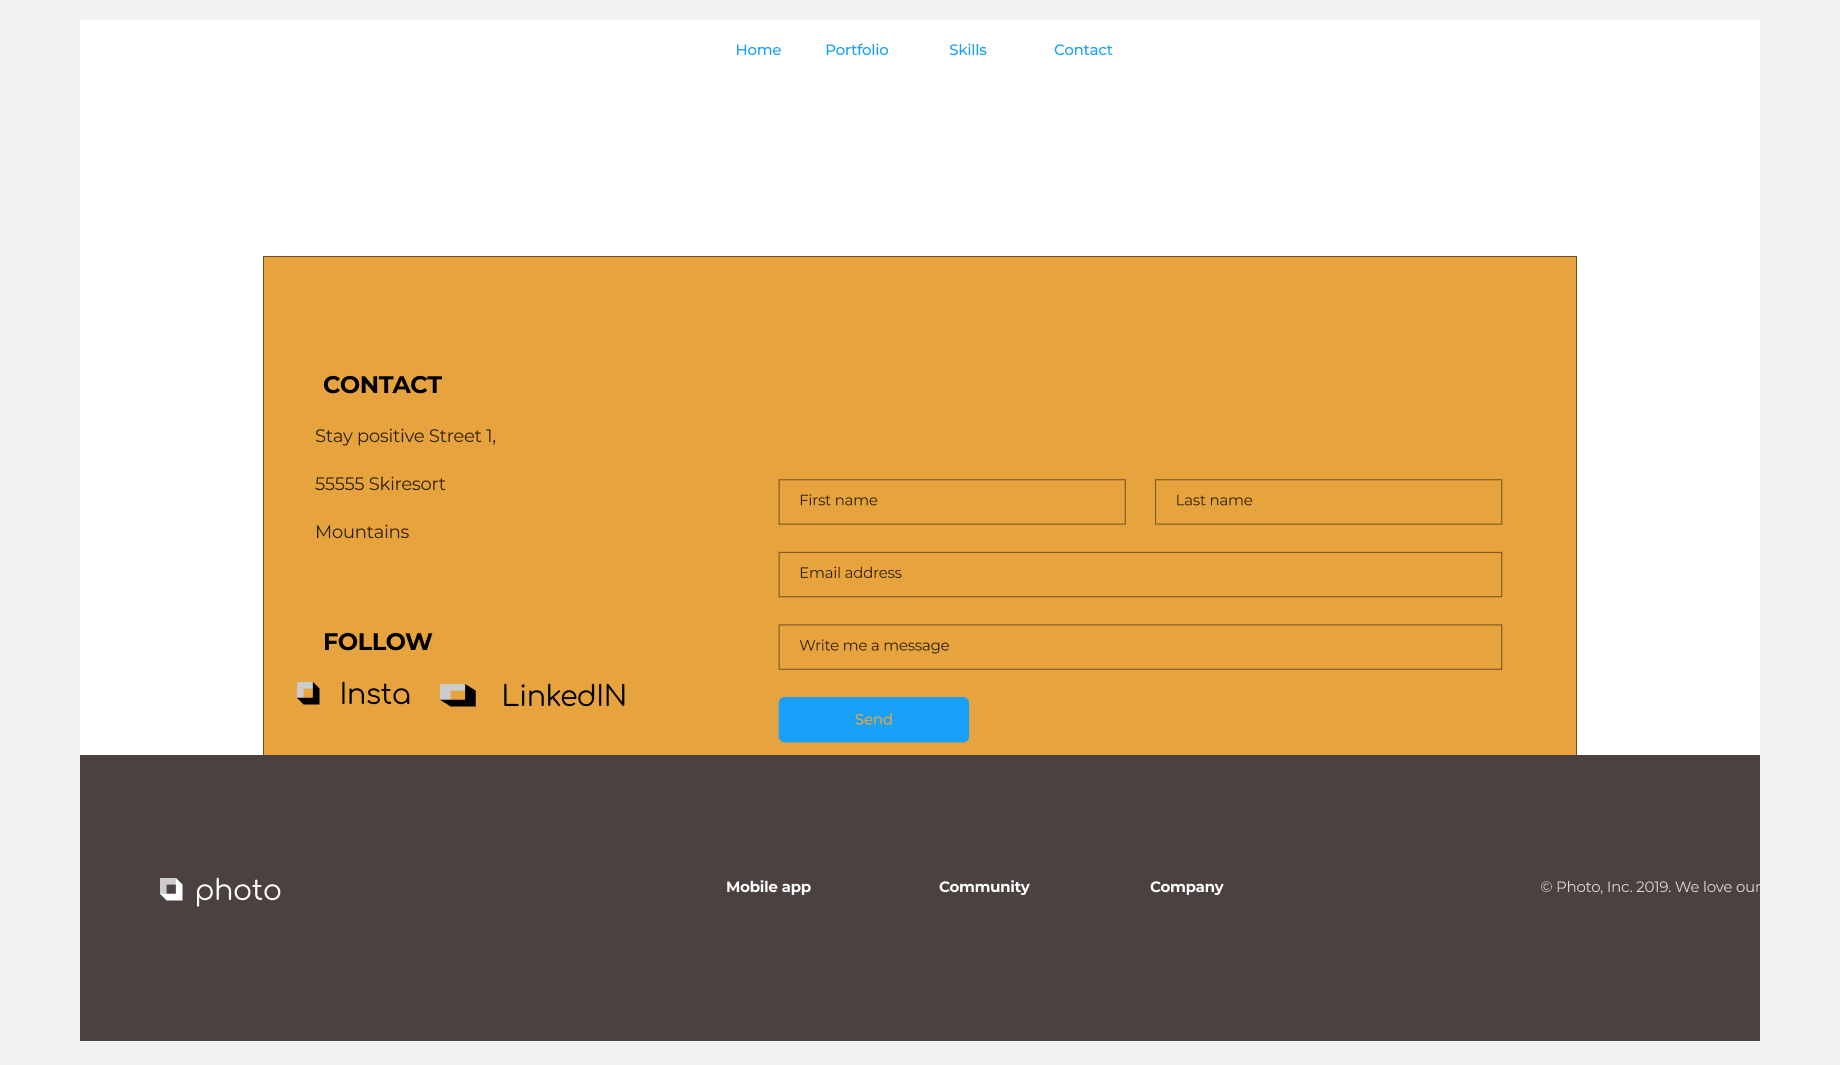 Home Portfolio Skills Contact
CONTACT
Stay positive Street 1,
55555 Skiresort
Mountains
FOLLOW
Insta LinkedIN
First name Last name
Email address
Write me a message
Send
photo
Mobile app Community Company
© Photo, Inc. 2019. We love our